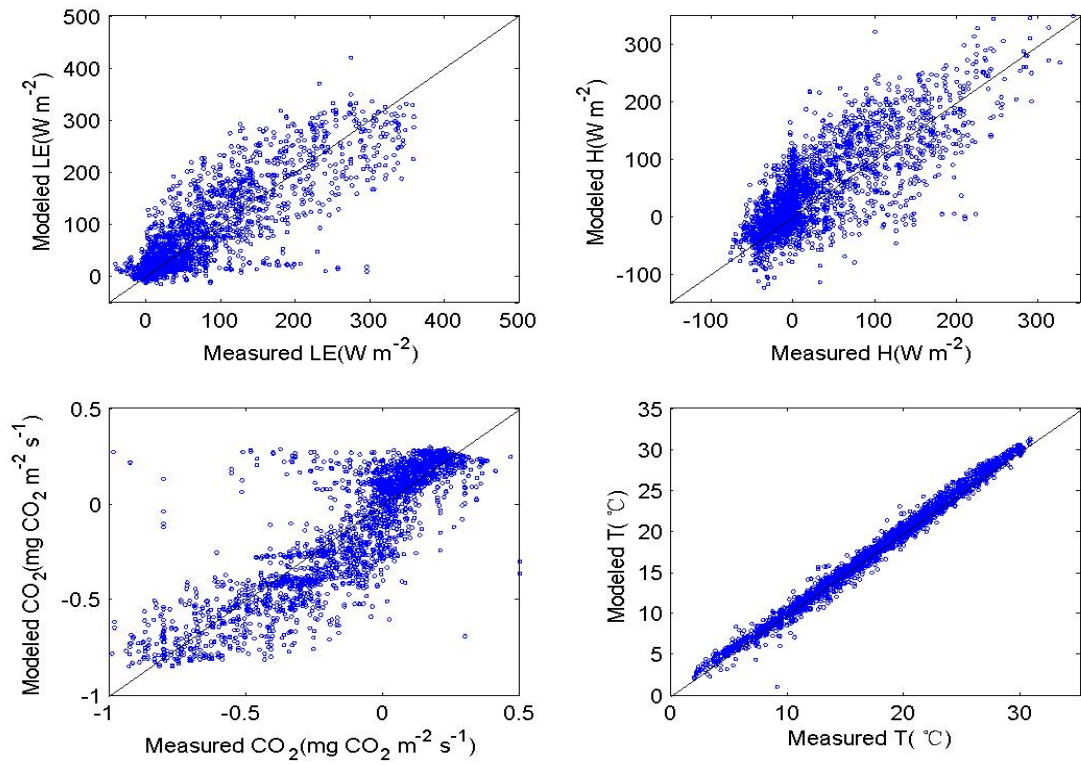 500
400
300
200
100
0
Modeled LE(W m⁻²)
0 100 200 300 400 500
Measured LE(W m⁻²)
300
200
100
0
-100
Modeled H(W m⁻²)
-100 0 100 200 300
Measured H(W m⁻²)
0.5
0
-0.5
-1
Modeled CO₂(mg CO₂ m⁻² s⁻¹)
-1 -0.5 0 0.5
Measured CO₂(mg CO₂ m⁻² s⁻¹)
35
30
25
20
15
10
5
0
Modeled T( ℃)
0 10 20 30
Measured T( ℃)